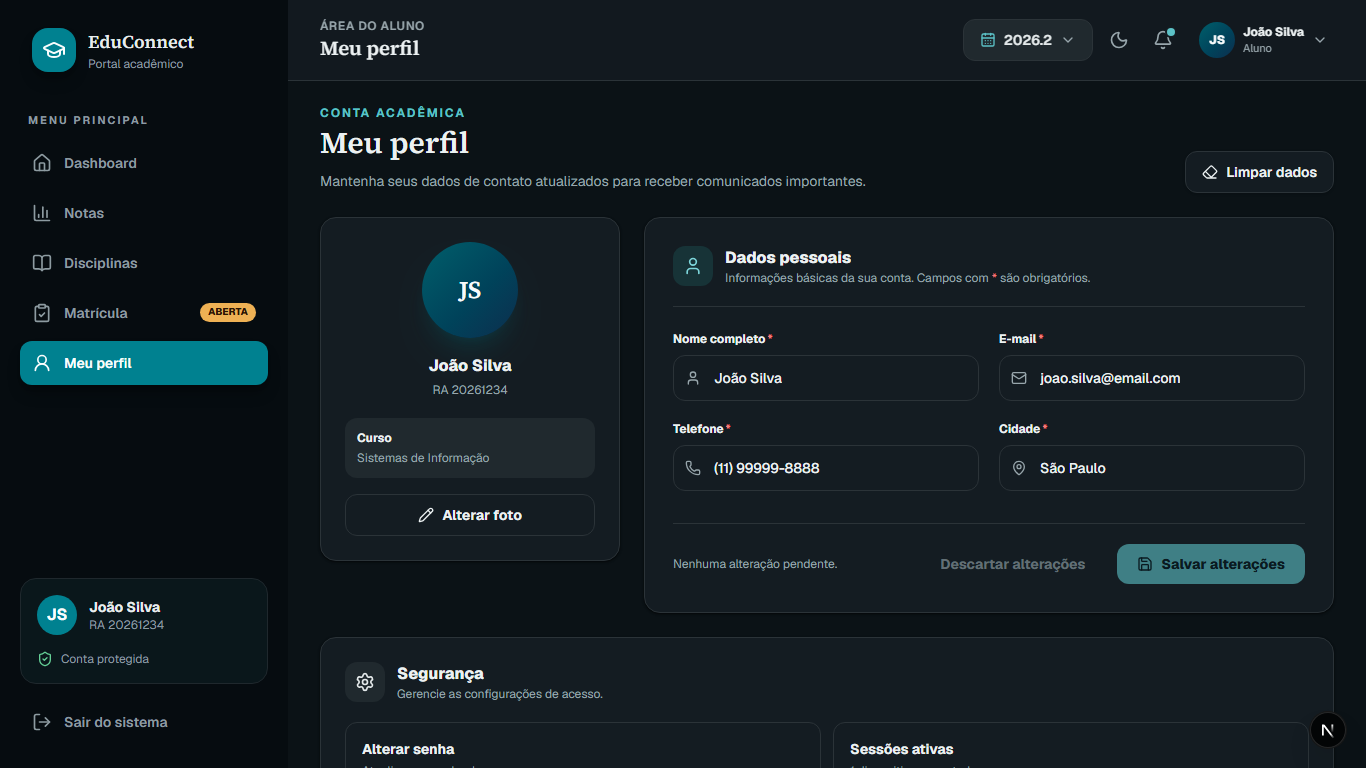 EduConnect
Portal acadêmico
MENU PRINCIPAL
Dashboard
Notas
Disciplinas
Matrícula
ABERTA
Meu perfil
JS
João Silva
RA 20261234
Conta protegida
Sair do sistema
ÁREA DO ALUNO
Meu perfil
2026.2
JS
João Silva
Aluno
CONTA ACADÊMICA
Meu perfil
Mantenha seus dados de contato atualizados para receber comunicados importantes.
Limpar dados
JS
João Silva
RA 20261234
Curso
Sistemas de Informação
Alterar foto
Dados pessoais
Informações básicas da sua conta. Campos com * são obrigatórios.
Nome completo *
João Silva
E-mail *
joao.silva@email.com
Telefone *
(11) 99999-8888
Cidade *
São Paulo
Nenhuma alteração pendente.
Descartar alterações
Salvar alterações
Segurança
Gerencie as configurações de acesso.
Alterar senha
Sessões ativas
N